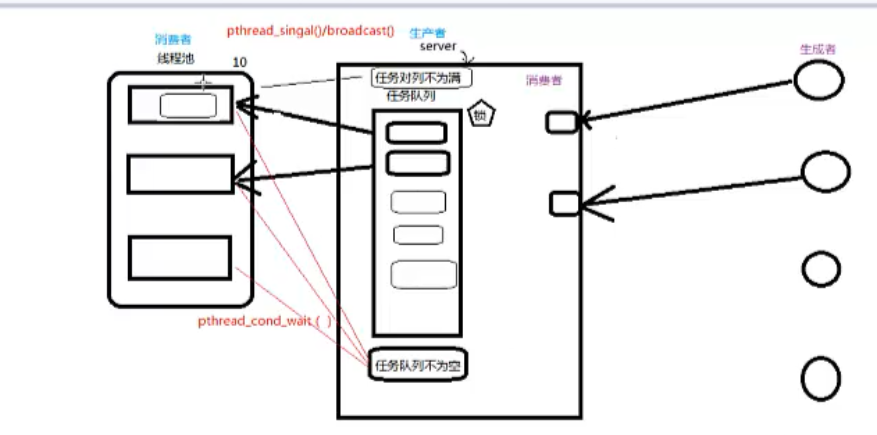 消费者
线程池
10
pthread_singal()/broadcast()
生产者
server
任务对列不为满
任务队列
锁
消费者
生成者
pthread_cond_wait ( )
任务队列不为空